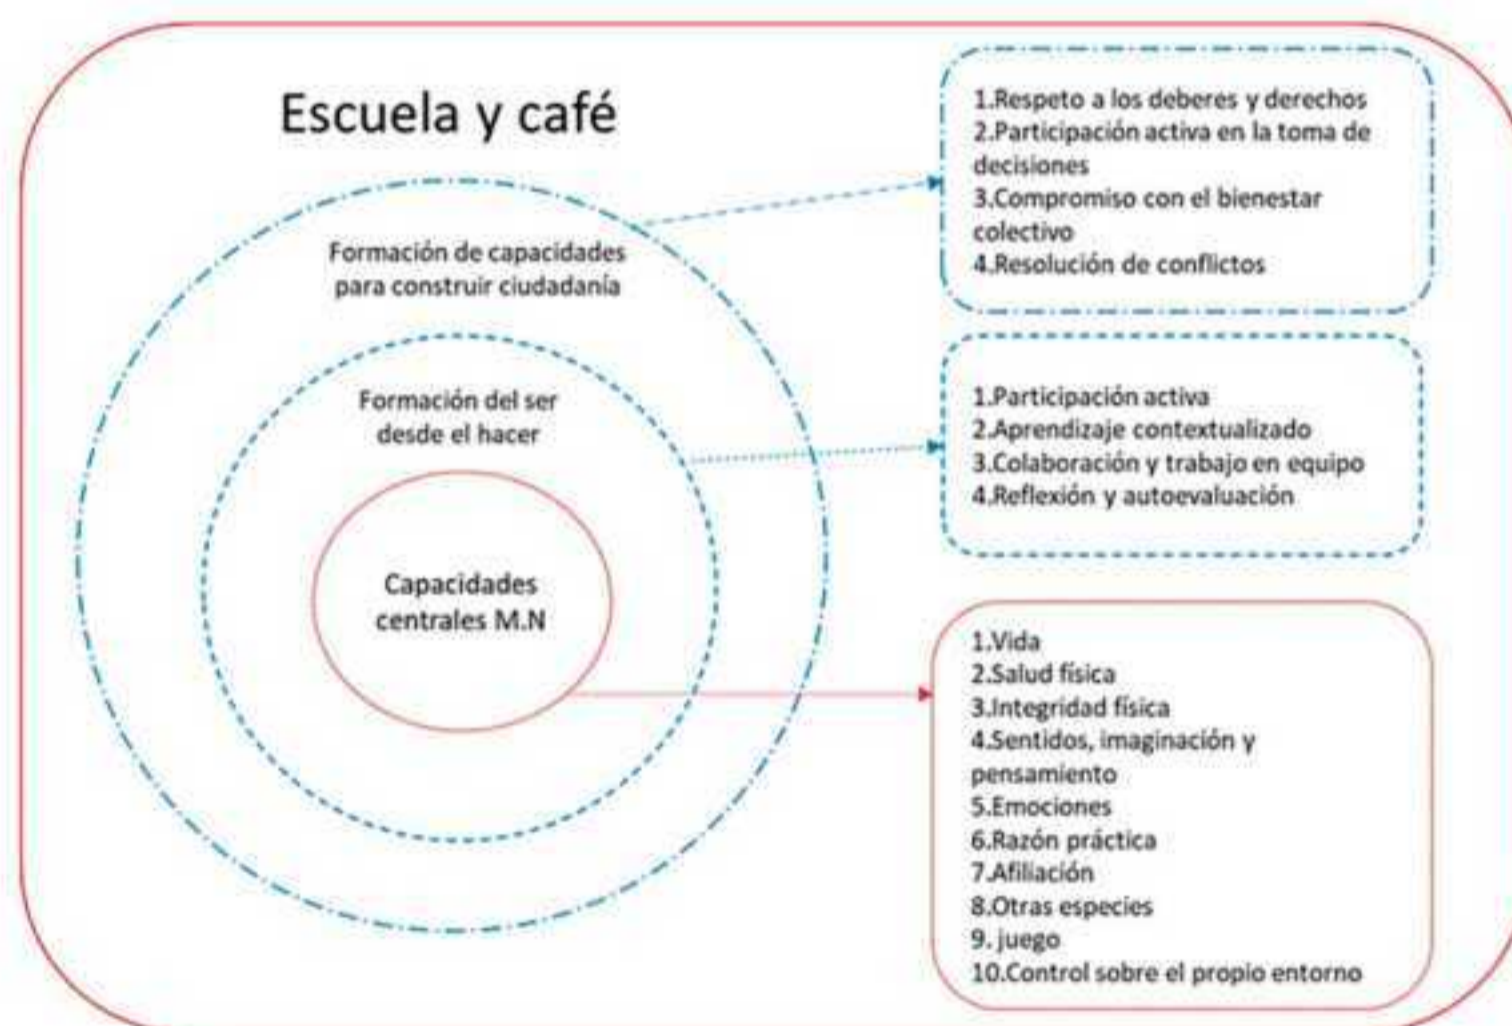 Escuela y café
Formación de capacidades
para construir ciudadanía
Formación del ser
desde el hacer
Capacidades
centrales M.N
1.Respeto a los deberes y derechos
2.Participación activa en la toma de
decisiones
3.Compromiso con el bienestar
colectivo
4.Resolución de conflictos
1.Participación activa
2.Aprendizaje contextualizado
3.Colaboración y trabajo en equipo
4.Reflexión y autoevaluación
1.Vida
2.Salud física
3.Integridad física
4.Sentidos, imaginación y
pensamiento
5.Emociones
6.Razón práctica
7.Afiliación
8.Otras especies
9. juego
10.Control sobre el propio entorno